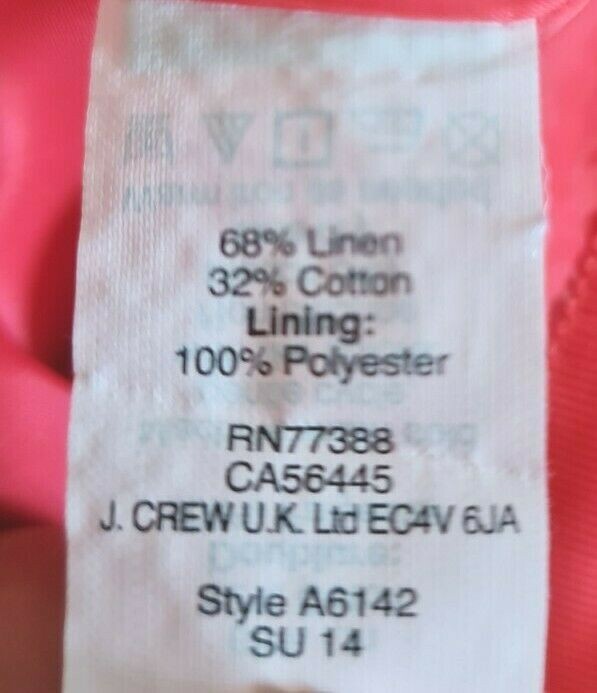 68% Linen
32% Cotton
Lining:
100% Polyester
RN77388
CA56445
J. CREW U.K. Ltd EC4V 6JA
Style A6142
SU 14